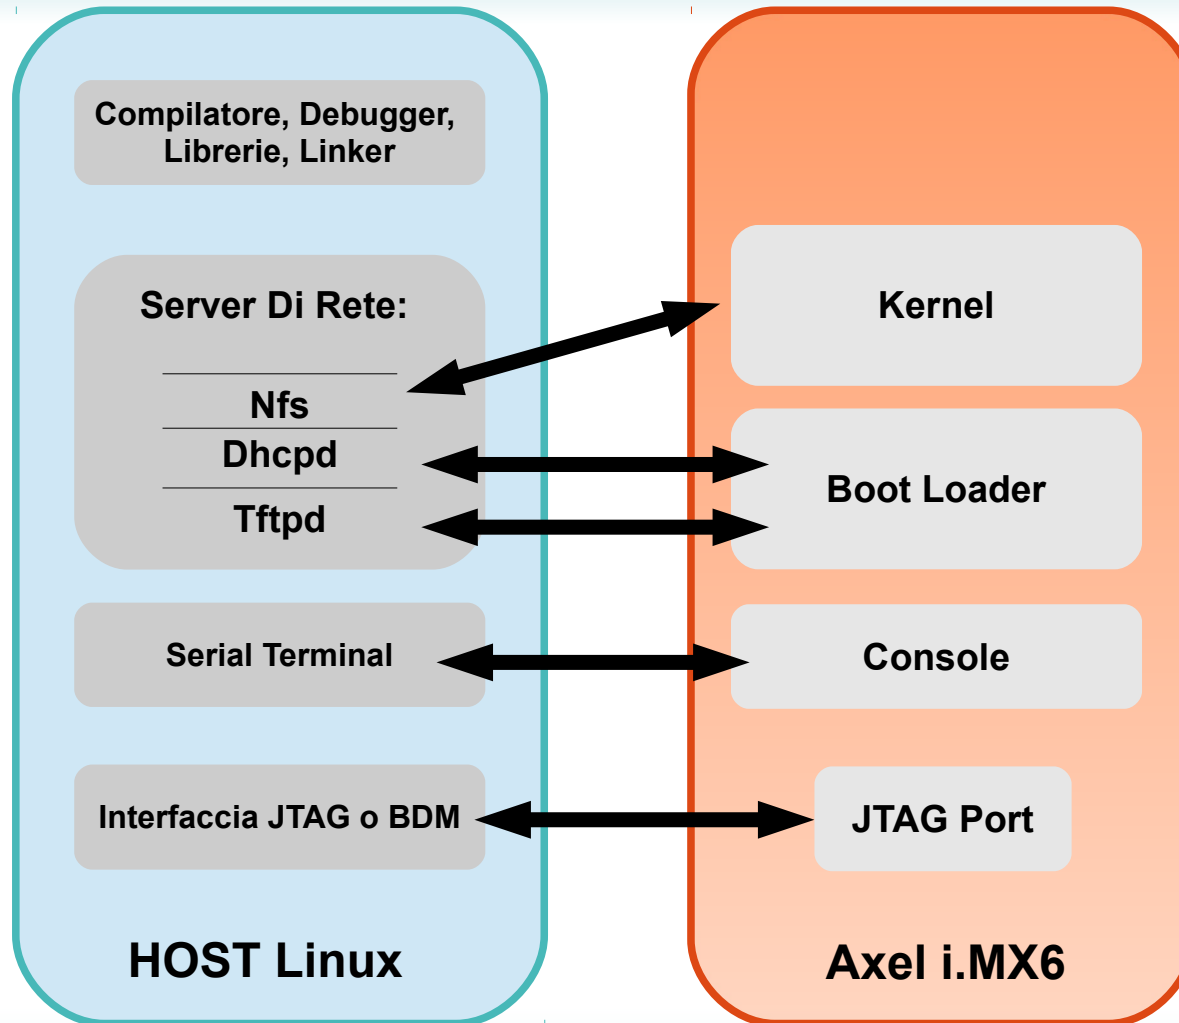 Compilatore, Debugger,
Librerie, Linker
Server Di Rete:
Nfs
Dhcpd
Tftpd
Serial Terminal
Interfaccia JTAG o BDM
HOST Linux
Kernel
Boot Loader
Console
JTAG Port
Axel i.MX6